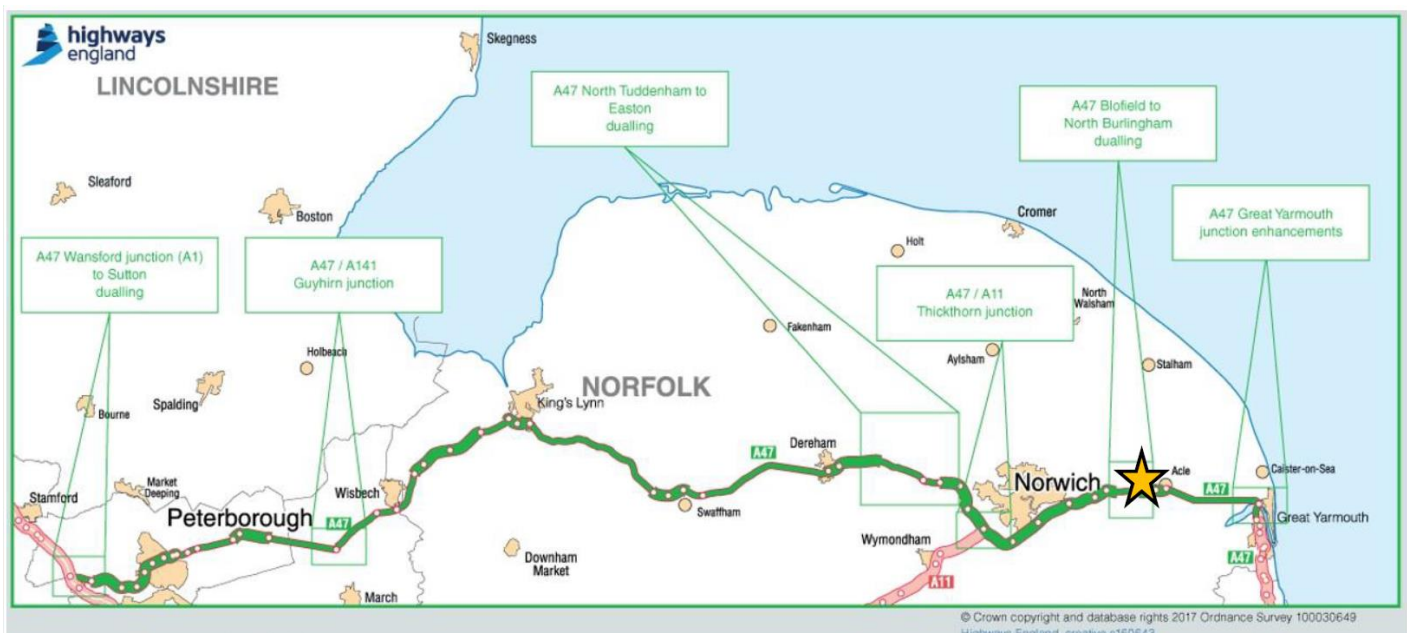 highways
england
LINCOLNSHIRE
Skegness
A47 North Tuddenham to
Easton
dualling
A47 Blofield to
North Burlingham
dualling
Sleaford
Boston
Cromer
A47 Great Yarmouth
junction enhancements
A47 Wansford junction (A1)
to Sutton
dualling
A47 / A141
Guyhirn junction
Holt
A47 / A11
Thickthorn junction
North
Walsham
Fakenham
Aylsham
Stalham
Holbeach
NORFOLK
Spalding
Bourne
King's Lynn
Dereham
A47
Norwich
Acle
Caister-on-Sea
A47
Stamford
Market
Deeping
Wisbech
Peterborough
A47
Swaffham
Great Yarmouth
Wymondham
Downham
Market
A47
A11
March
© Crown copyright and database rights 2017 Ordnance Survey 100030649
Highways England creative s160643